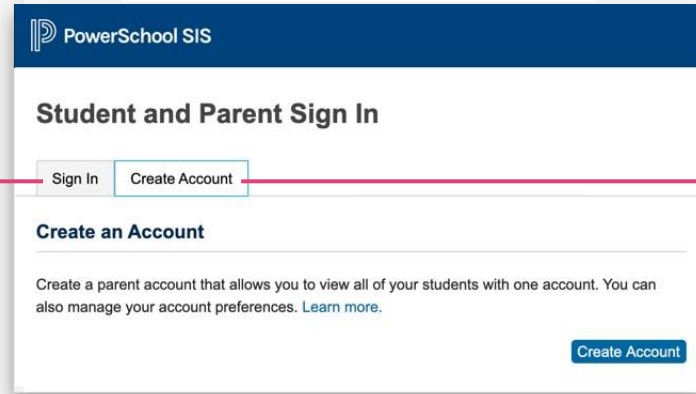 PowerSchool SIS
Student and Parent Sign In
Sign In Create Account
Create an Account
Create a parent account that allows you to view all of your students with one account. You can
also manage your account preferences. Learn more.
Create Account